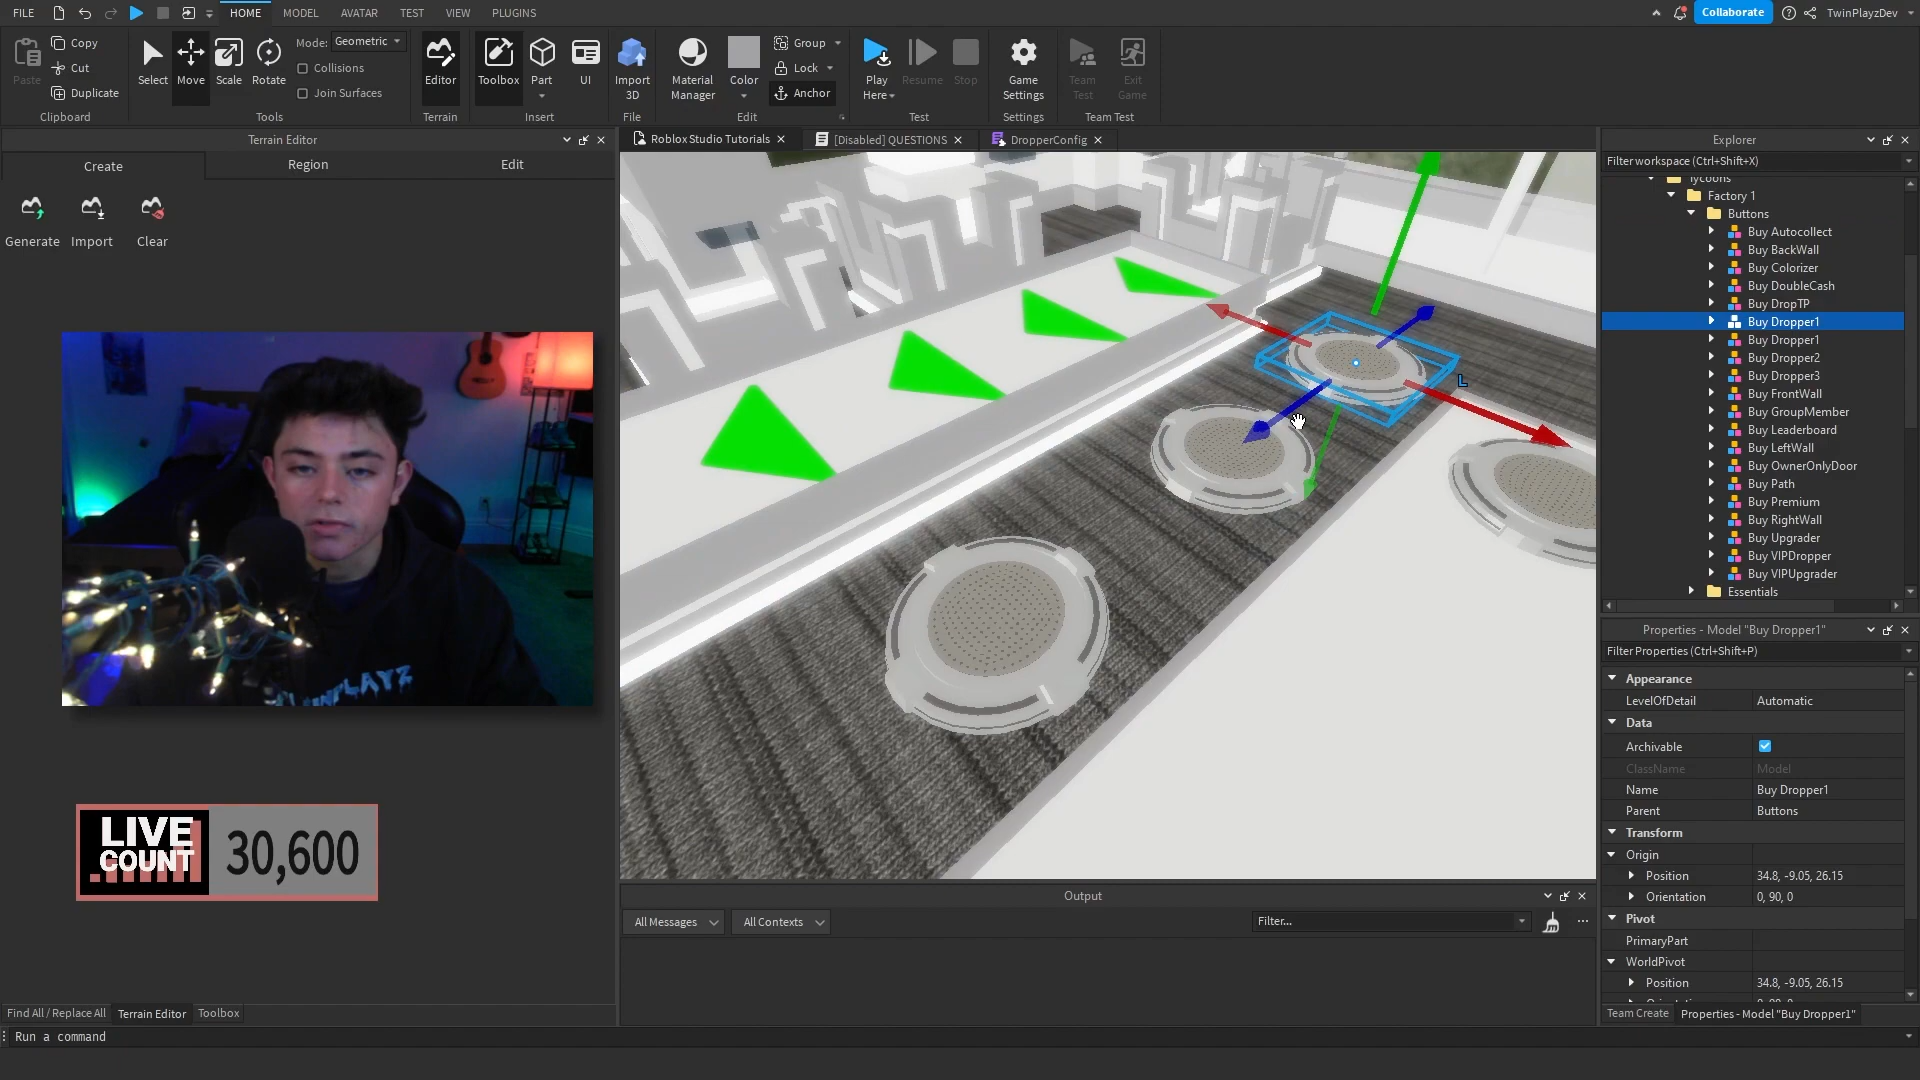 FILE
HOME
MODEL
AVATAR
TEST
VIEW
PLUGINS
Collaborate
TwinPlayzDev
Paste
Copy
Cut
Duplicate
Clipboard
Select
Move
Scale
Rotate
Mode: Geometric
Collisions
Join Surfaces
Tools
Editor
Terrain
Toolbox
Part
UI
Insert
Import
3D
File
Material
Manager
Color
Group
Lock
Anchor
Edit
Play
Here
Resume
Stop
Test
Game
Settings
Settings
Team
Test
Exit
Game
Team Test
Terrain Editor
Create
Region
Edit
Generate
Import
Clear
LIVE
COUNT
30,600
TWINPLAYZ
Find All / Replace All
Terrain Editor
Toolbox
Run a command
Roblox Studio Tutorials
[Disabled] QUESTIONS
DropperConfig
L
Output
All Messages
All Contexts
Filter...
Explorer
Filter workspace (Ctrl+Shift+X)
Tycoons
Factory 1
Buttons
Buy Autocollect
Buy BackWall
Buy Colorizer
Buy DoubleCash
Buy DropTP
Buy Dropper1
Buy Dropper1
Buy Dropper2
Buy Dropper3
Buy FrontWall
Buy GroupMember
Buy Leaderboard
Buy LeftWall
Buy OwnerOnlyDoor
Buy Path
Buy Premium
Buy RightWall
Buy Upgrader
Buy VIPDropper
Buy VIPUpgrader
Essentials
Properties - Model "Buy Dropper1"
Filter Properties (Ctrl+Shift+P)
Appearance
LevelOfDetail Automatic
Data
Archivable
ClassName Model
Name Buy Dropper1
Parent Buttons
Transform
Origin
Position 34.8, -9.05, 26.15
Orientation 0, 90, 0
Pivot
PrimaryPart
WorldPivot
Position 34.8, -9.05, 26.15
Team Create
Properties - Model "Buy Dropper1"